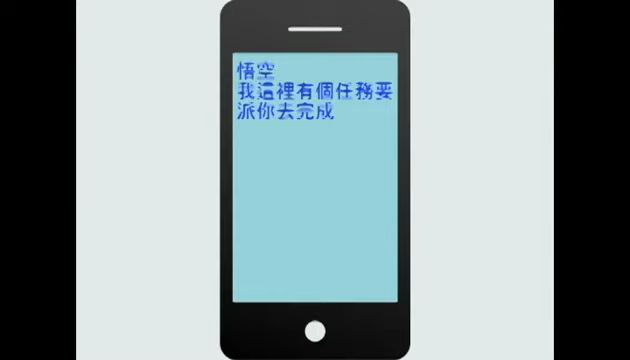 悟空
我這裡有個任務要
派你去完成